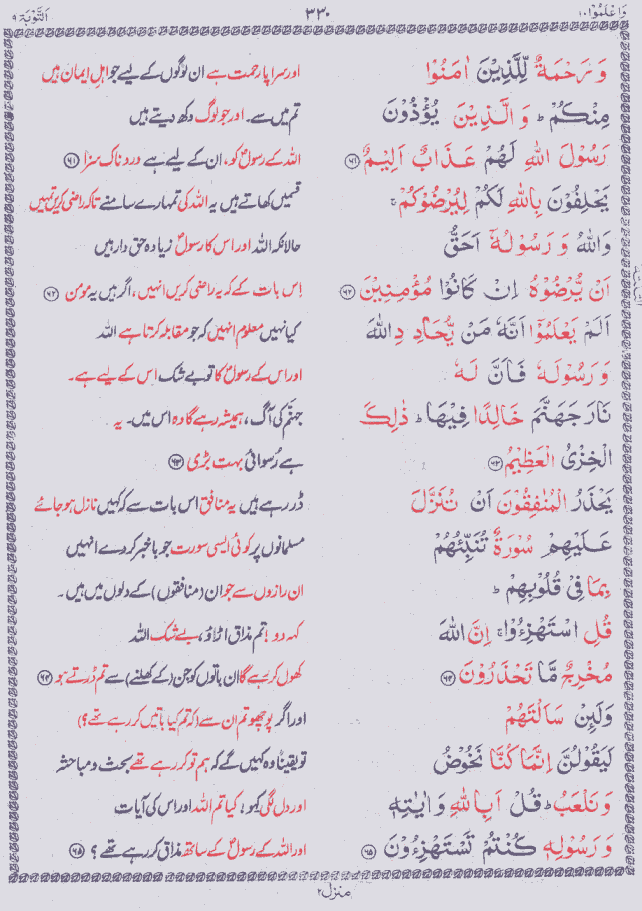 وَاعْلَمُوْٓا ۱۰
۳۳۰
اَلتَّوْبَة ۹
وَ رَحْمَةٌ لِّلَّذِيْنَ اٰمَنُوْا
اور سراپا رحمت ہے ان لوگوں کے لیے جو اہلِ ایمان ہیں
مِنْكُمْ ؕ وَ الَّذِيْنَ يُؤْذُوْنَ
تم میں سے۔ اور جو لوگ دکھ دیتے ہیں
رَسُوْلَ اللّٰهِ لَهُمْ عَذَابٌ اَلِيْمٌ ﴿۶۱﴾
اللہ کے رسولؐ کو، ان کے لیے ہے دردناک سزا ﴿۶۱﴾
يَحْلِفُوْنَ بِاللّٰهِ لَكُمْ لِيُرْضُوْكُمْ ۚ
قسمیں کھاتے ہیں یہ اللہ کی تمہارے سامنے تاکہ راضی کریں تمہیں
وَاللّٰهُ وَ رَسُوْلُهٗٓ اَحَقُّ
حالانکہ اللہ اور اس کا رسولؐ زیادہ حق دار ہیں
اَنْ يُّرْضُوْهُ اِنْ كَانُوْا مُؤْمِنِيْنَ ﴿۶۲﴾
اِس بات کے کہ یہ راضی کریں انہیں، اگر ہیں یہ مومن ﴿۶۲﴾
اَلَمْ يَعْلَمُوْٓا اَنَّهٗ مَنْ يُّحَادِدِ اللّٰهَ
کیا نہیں معلوم انہیں کہ جو مقابلہ کرتا ہے اللہ
وَ رَسُوْلَهٗ فَاَنَّ لَهٗ
اور اس کے رسولؐ کا تو بے شک اس کے لیے ہے۔
نَارَ جَهَنَّمَ خَالِدًا فِيْهَا ؕ ذٰلِكَ
جہنّم کی آگ، ہمیشہ رہے گا وہ اس میں۔ یہ
الْخِزْيُ الْعَظِيْمُ ﴿۶۳﴾
ہے رُسوائی بہت بڑی ﴿۶۳﴾
يَحْذَرُ الْمُنٰفِقُوْنَ اَنْ تُنَزَّلَ
ڈر رہے ہیں یہ منافق اس بات سے کہ کہیں نازل ہو جائے
عَلَيْهِمْ سُوْرَةٌ تُنَبِّئُهُمْ
مسلمانوں پر کوئی ایسی سورت جو باخبر کر دے انہیں
بِمَا فِيْ قُلُوْبِهِمْ ؕ
ان رازوں سے جو ان (منافقوں) کے دلوں میں ہیں۔
قُلِ اسْتَهْزِءُوْا ۚ اِنَّ اللّٰهَ
کہہ دو! تم مذاق اڑاؤ، بے شک اللہ
مُخْرِجٌ مَّا تَحْذَرُوْنَ ﴿۶۴﴾
کھول کر رہے گا ان باتوں کو جن (کے کھلنے) سے تم ڈرتے ہو ﴿۶۴﴾
وَلَئِنْ سَاَلْتَهُمْ
اور اگر پوچھو تم ان سے (کہ تم کیا باتیں کر رہے تھے؟)
لَيَقُوْلُنَّ اِنَّمَا كُنَّا نَخُوْضُ
تو یقیناً وہ کہیں گے کہ ہم تو کر رہے تھے بحث و مباحثہ
وَ نَلْعَبُ ؕ قُلْ اَبِاللّٰهِ وَ اٰيٰتِهٖ
اور دل لگی کہو، کیا تم اللہ اور اس کی آیات
وَ رَسُوْلِهٖ كُنْتُمْ تَسْتَهْزِءُوْنَ ﴿۶۵﴾
اور اللہ کے رسولؐ کے ساتھ مذاق کر رہے تھے؟ ﴿۶۵﴾
منزل ۲